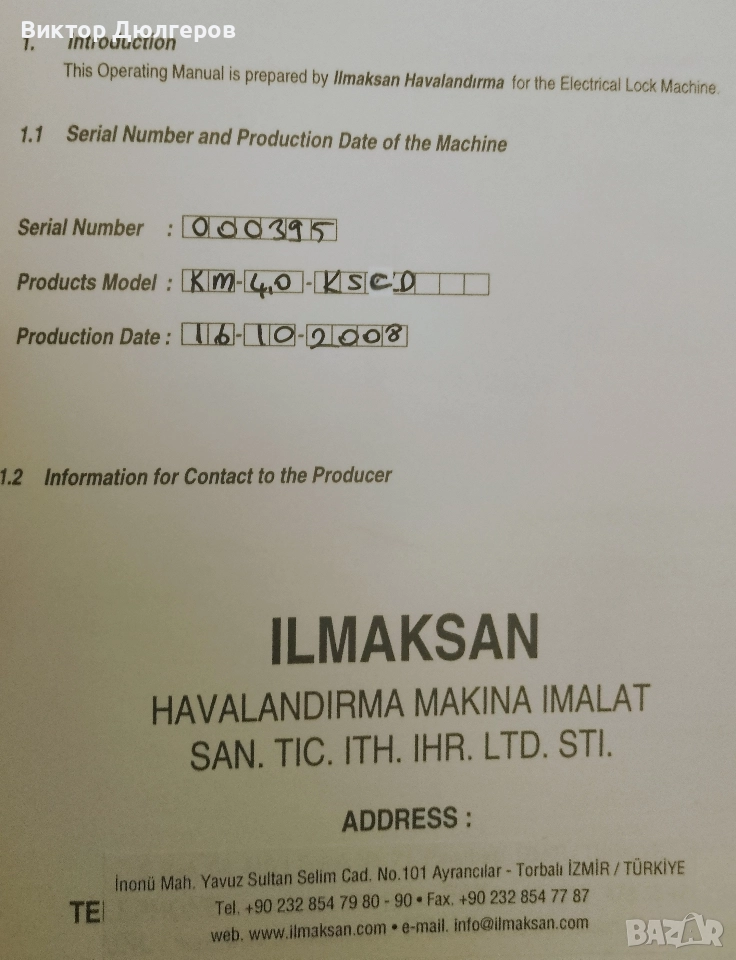 Виктор Дюлгеров
1. Introduction
This Operating Manual is prepared by Ilmaksan Havalandırma for the Electrical Lock Machine.
1.1 Serial Number and Production Date of the Machine
Serial Number : 000395
Products Model : KM-4.0-KSCD
Production Date : 16-10-2008
1.2 Information for Contact to the Producer
ILMAKSAN
HAVALANDIRMA MAKINA IMALAT
SAN. TIC. ITH. IHR. LTD. STI.
ADDRESS :
İnonü Mah. Yavuz Sultan Selim Cad. No.101 Ayrancılar - Torbalı İZMİR / TÜRKİYE
TE Tel. +90 232 854 79 80 - 90 • Fax. +90 232 854 77 87
web. www.ilmaksan.com • e-mail. info@ilmaksan.com
BAZAR